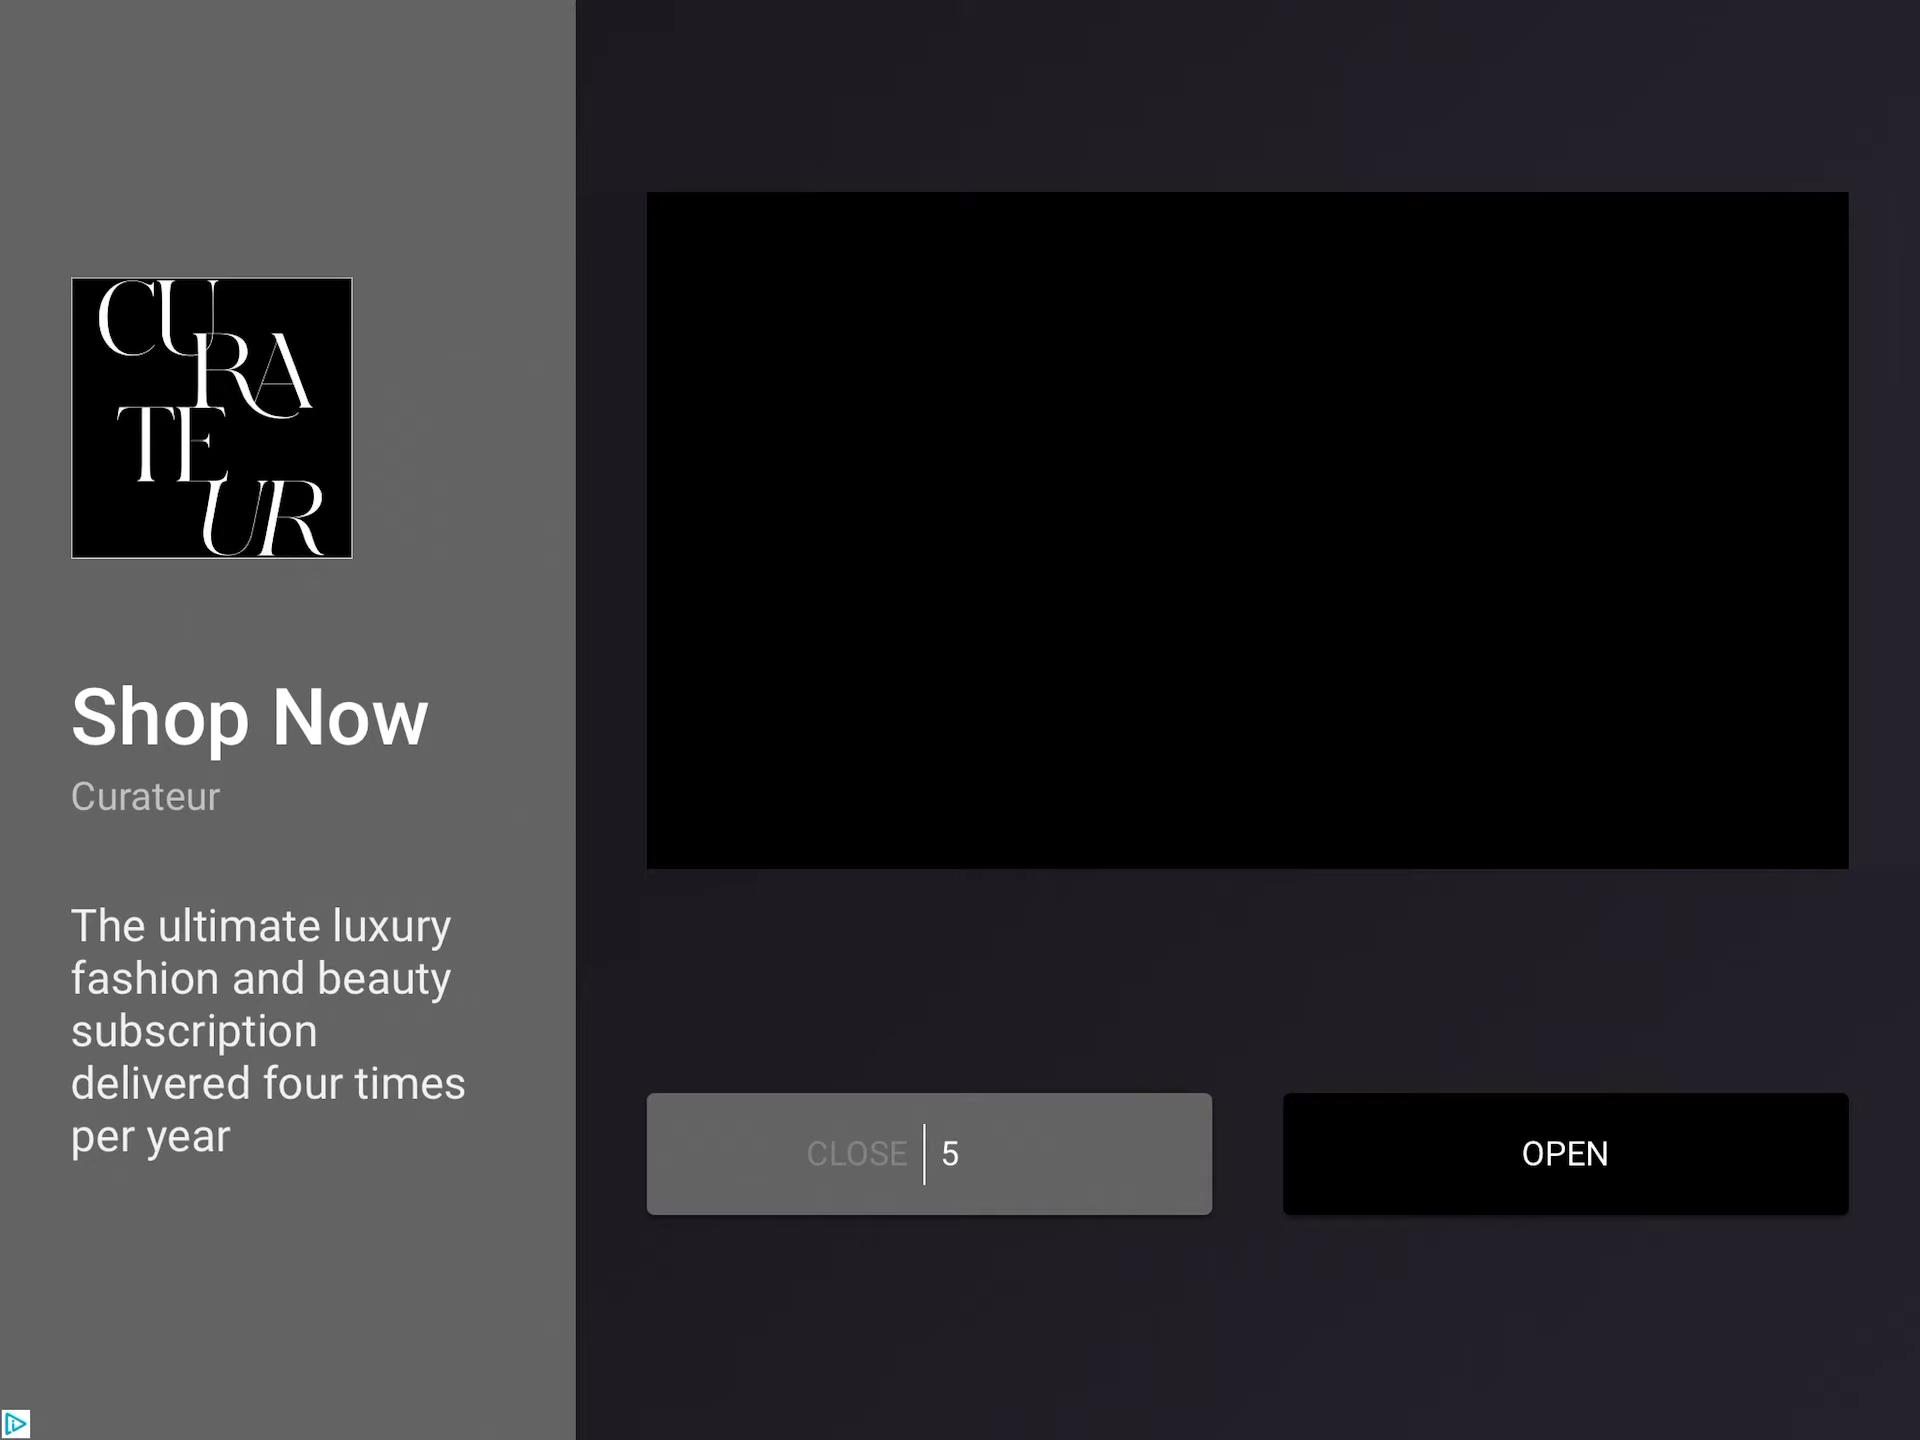 CU
RA
TE
UR
Shop Now
Curateur
The ultimate luxury
fashion and beauty
subscription
delivered four times
per year
CLOSE | 5
OPEN